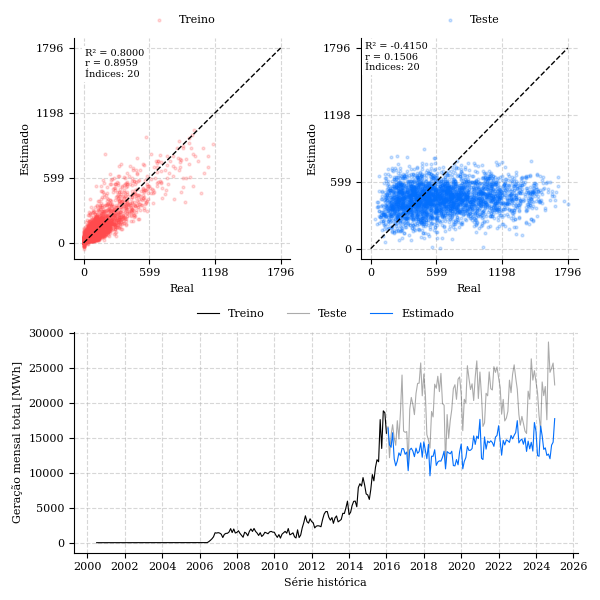 Treino
Teste
R² = 0.8000
r = 0.8959
Índices: 20
R² = -0.4150
r = 0.1506
Índices: 20
1796
1198
599
0
Estimado
0 599 1198 1796
Real
1796
1198
599
0
Estimado
0 599 1198 1796
Real
Treino Teste Estimado
30000
25000
20000
15000
10000
5000
0
Geração mensal total [MWh]
2000 2002 2004 2006 2008 2010 2012 2014 2016 2018 2020 2022 2024 2026
Série histórica